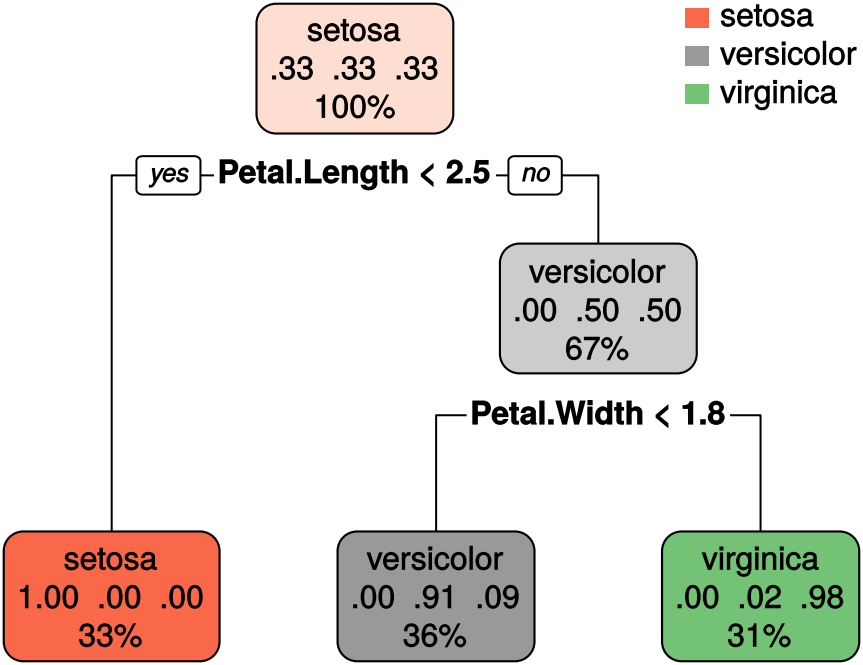 setosa
.33 .33 .33
100%
setosa
versicolor
virginica
yes Petal.Length < 2.5 no
versicolor
.00 .50 .50
67%
Petal.Width < 1.8
setosa
1.00 .00 .00
33%
versicolor
.00 .91 .09
36%
virginica
.00 .02 .98
31%